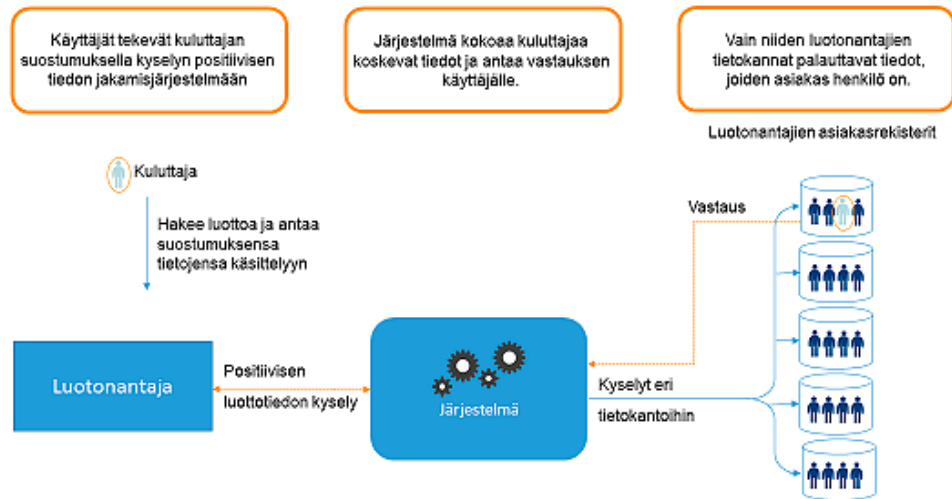 Käyttäjät tekevät kuluttajan
suostumuksella kyselyn positiivisen
tiedon jakamisjärjestelmään
Järjestelmä kokoaa kuluttajaa
koskevat tiedot ja antaa vastauksen
käyttäjälle.
Vain niiden luotonantajien
tietokannat palauttavat tiedot,
joiden asiakas henkilö on.
Luotonantajien asiakasrekisterit
Kuluttaja
Hakee luottoa ja antaa
suostumuksensa
tietojensa käsittelyyn
Vastaus
Luotonantaja
Positiivisen
luottotiedon kysely
Järjestelmä
Kyselyt eri
tietokantoihin